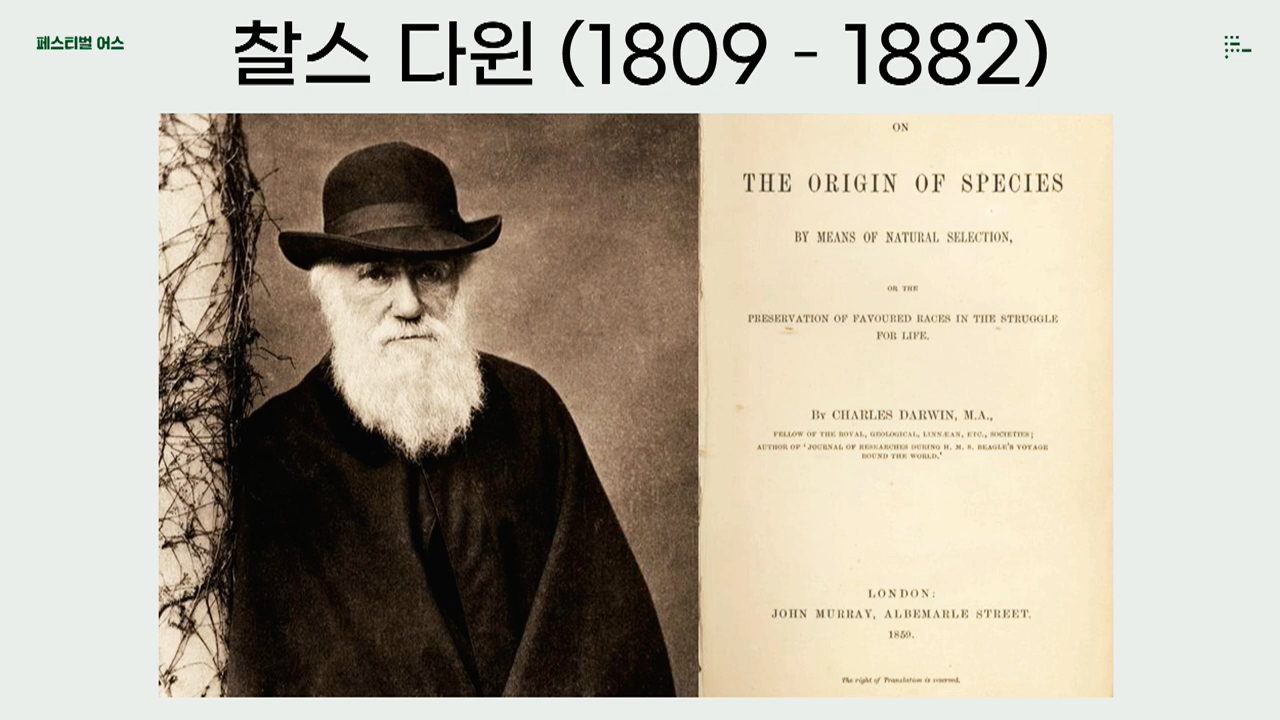 페스티벌 어스
찰스 다윈 (1809 - 1882)
ON
THE ORIGIN OF SPECIES
BY MEANS OF NATURAL SELECTION,
OR THE
PRESERVATION OF FAVOURED RACES IN THE STRUGGLE
FOR LIFE.
BY CHARLES DARWIN, M.A.,
FELLOW OF THE ROYAL, GEOLOGICAL, LINNÆAN, ETC., SOCIETIES;
AUTHOR OF 'JOURNAL OF RESEARCHES DURING H. M. S. BEAGLE'S VOYAGE
ROUND THE WORLD.'
LONDON:
JOHN MURRAY, ALBEMARLE STREET.
1859.
The right of Translation is reserved.